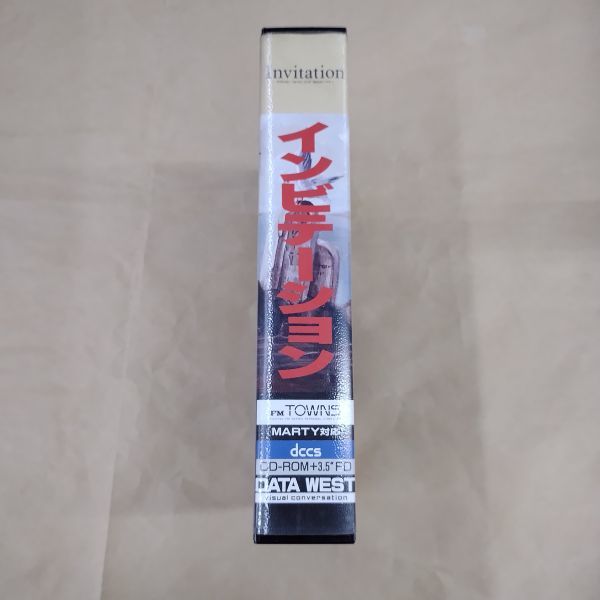 Invitation
インビテーション
FM TOWNS
MARTY対応
dccs
CD-ROM+3.5"FD
DATA WEST
visual conversation